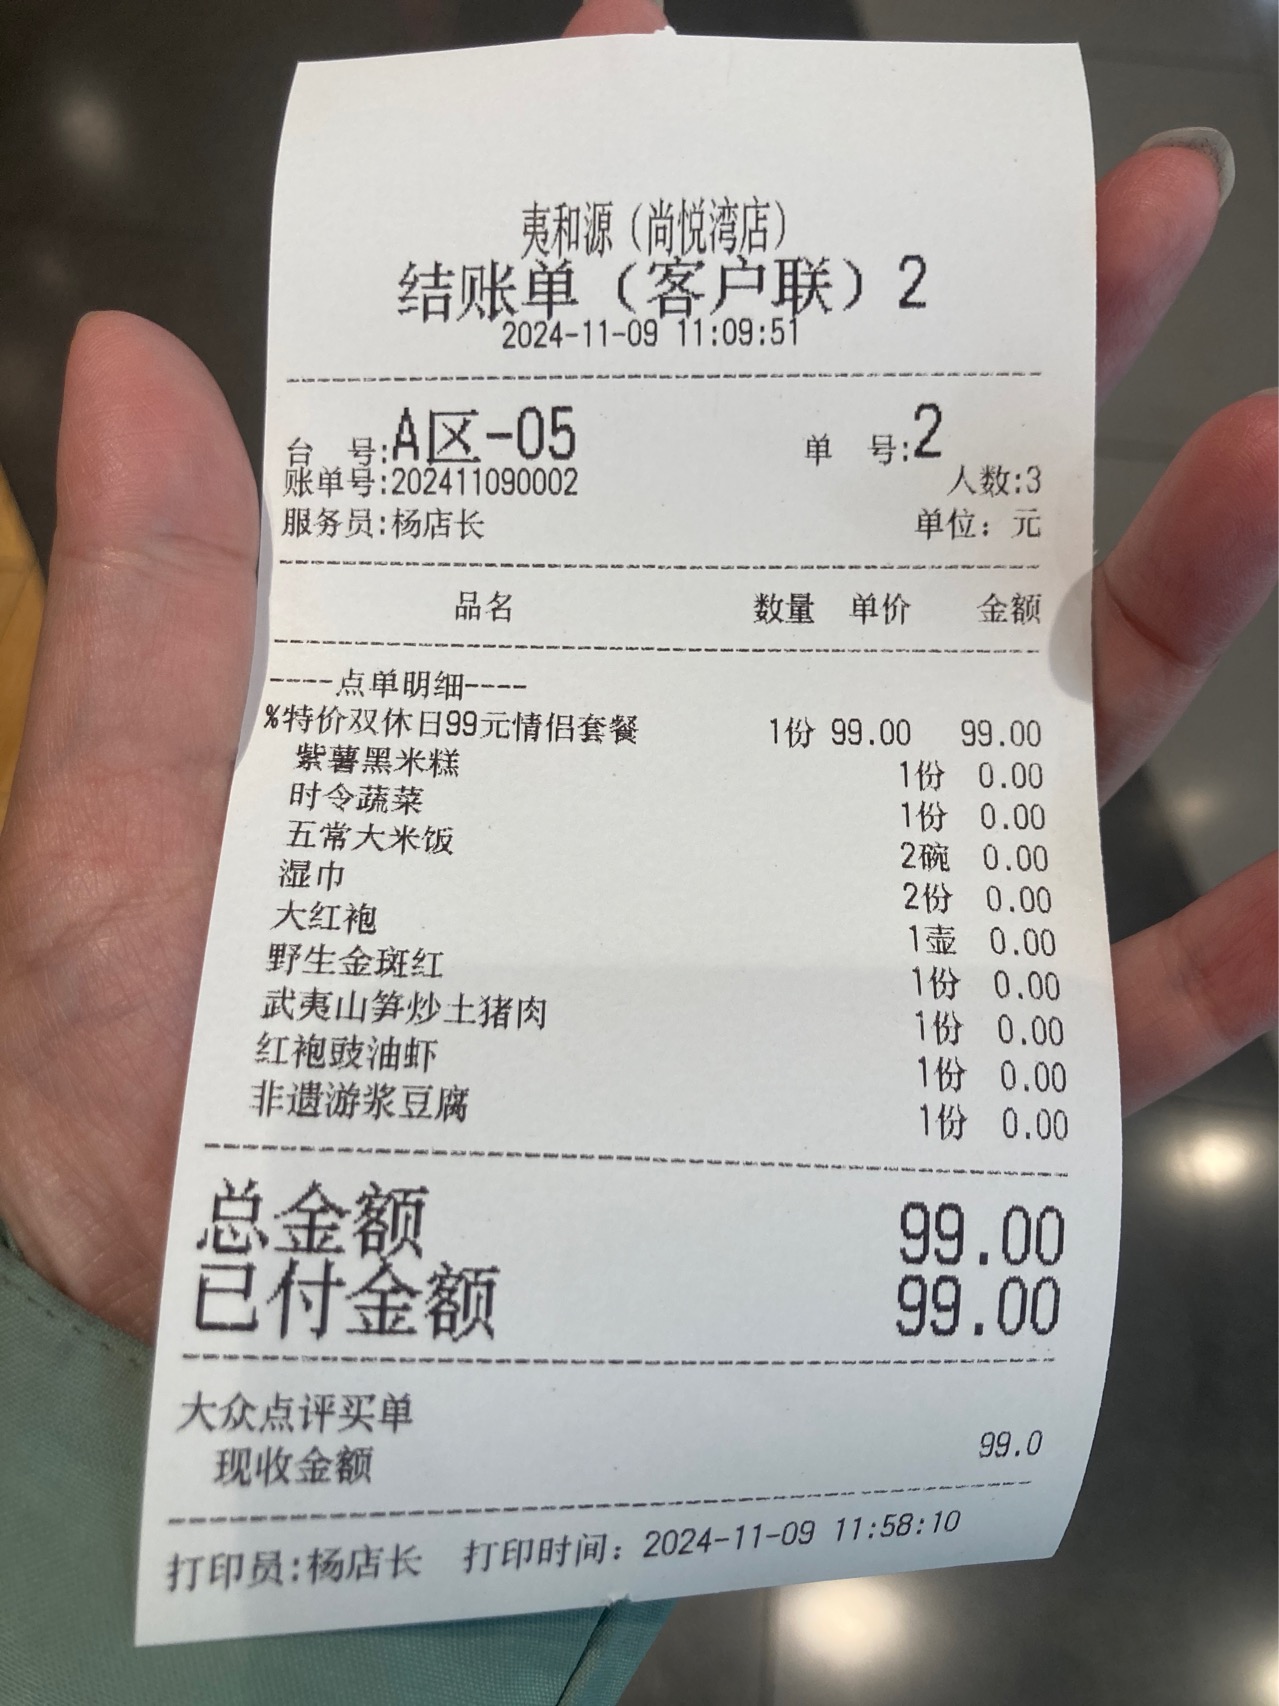 夷和源（尚悦湾店）
结账单（客户联）2
2024-11-09 11:09:51
台 号:A区-05 单 号:2
账单号:202411090002 人数:3
服务员:杨店长 单位：元
品名 数量 单价 金额
----点单明细----
%特价双休日99元情侣套餐 1份 99.00 99.00
紫薯黑米糕 1份 0.00
时令蔬菜 1份 0.00
五常大米饭 2碗 0.00
湿巾 2份 0.00
大红袍 1壶 0.00
野生金斑红 1份 0.00
武夷山笋炒土猪肉 1份 0.00
红袍豉油虾 1份 0.00
非遗游浆豆腐 1份 0.00
总金额 99.00
已付金额 99.00
大众点评买单
现收金额 99.0
打印员:杨店长 打印时间：2024-11-09 11:58:10